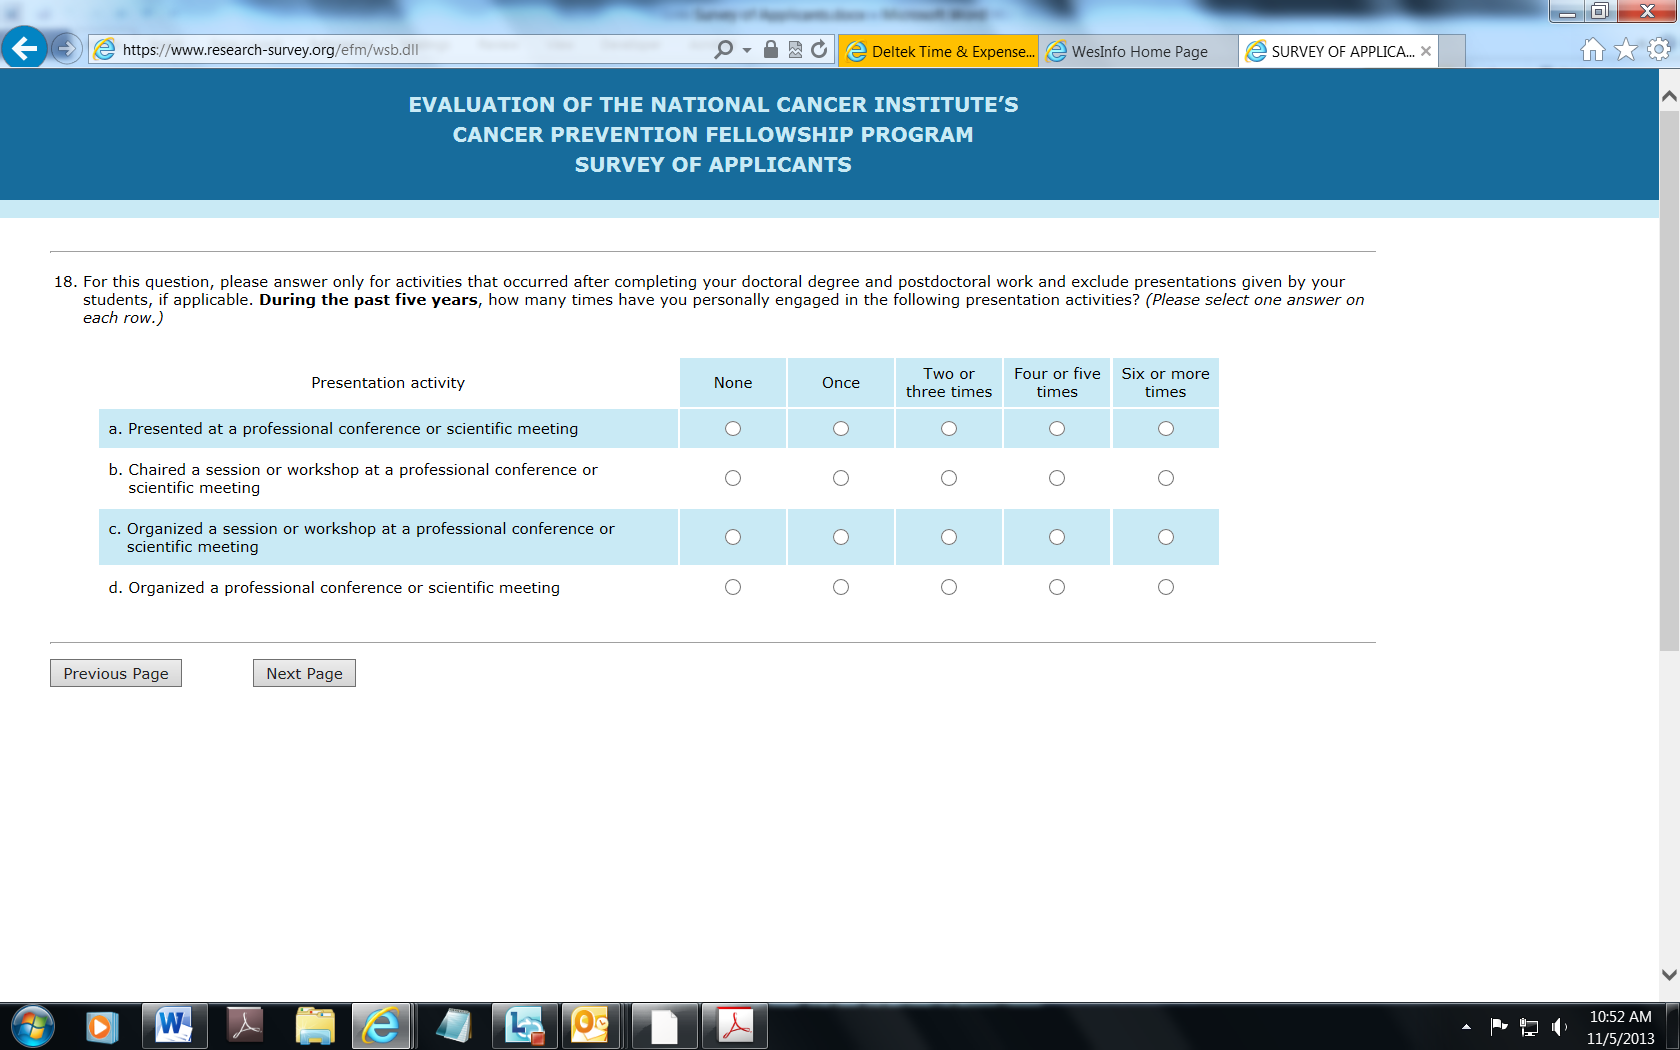 Survey of Applicants.docx - Microsoft Word
https://www.research-survey.org/efm/wsb.dll
Deltek Time & Expense...
WesInfo Home Page
SURVEY OF APPLICA...
EVALUATION OF THE NATIONAL CANCER INSTITUTE’S
CANCER PREVENTION FELLOWSHIP PROGRAM
SURVEY OF APPLICANTS
18. For this question, please answer only for activities that occurred after completing your doctoral degree and postdoctoral work and exclude presentations given by your
students, if applicable. During the past five years, how many times have you personally engaged in the following presentation activities? (Please select one answer on
each row.)
Presentation activity
None
Once
Two or
three times
Four or five
times
Six or more
times
a. Presented at a professional conference or scientific meeting
b. Chaired a session or workshop at a professional conference or
scientific meeting
c. Organized a session or workshop at a professional conference or
scientific meeting
d. Organized a professional conference or scientific meeting
Previous Page
Next Page
10:52 AM
11/5/2013